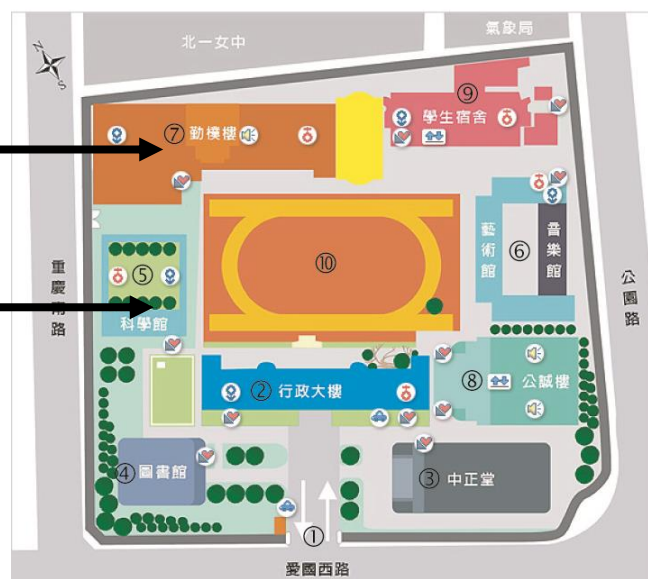 北一女中
氣象局
N
S
⑨
學生宿舍
⑦ 勤樸樓
重慶南路
公園路
藝術館
⑥
音樂館
⑩
⑤
科學館
② 行政大樓
⑧ 公誠樓
④ 圖書館
③ 中正堂
①
愛國西路